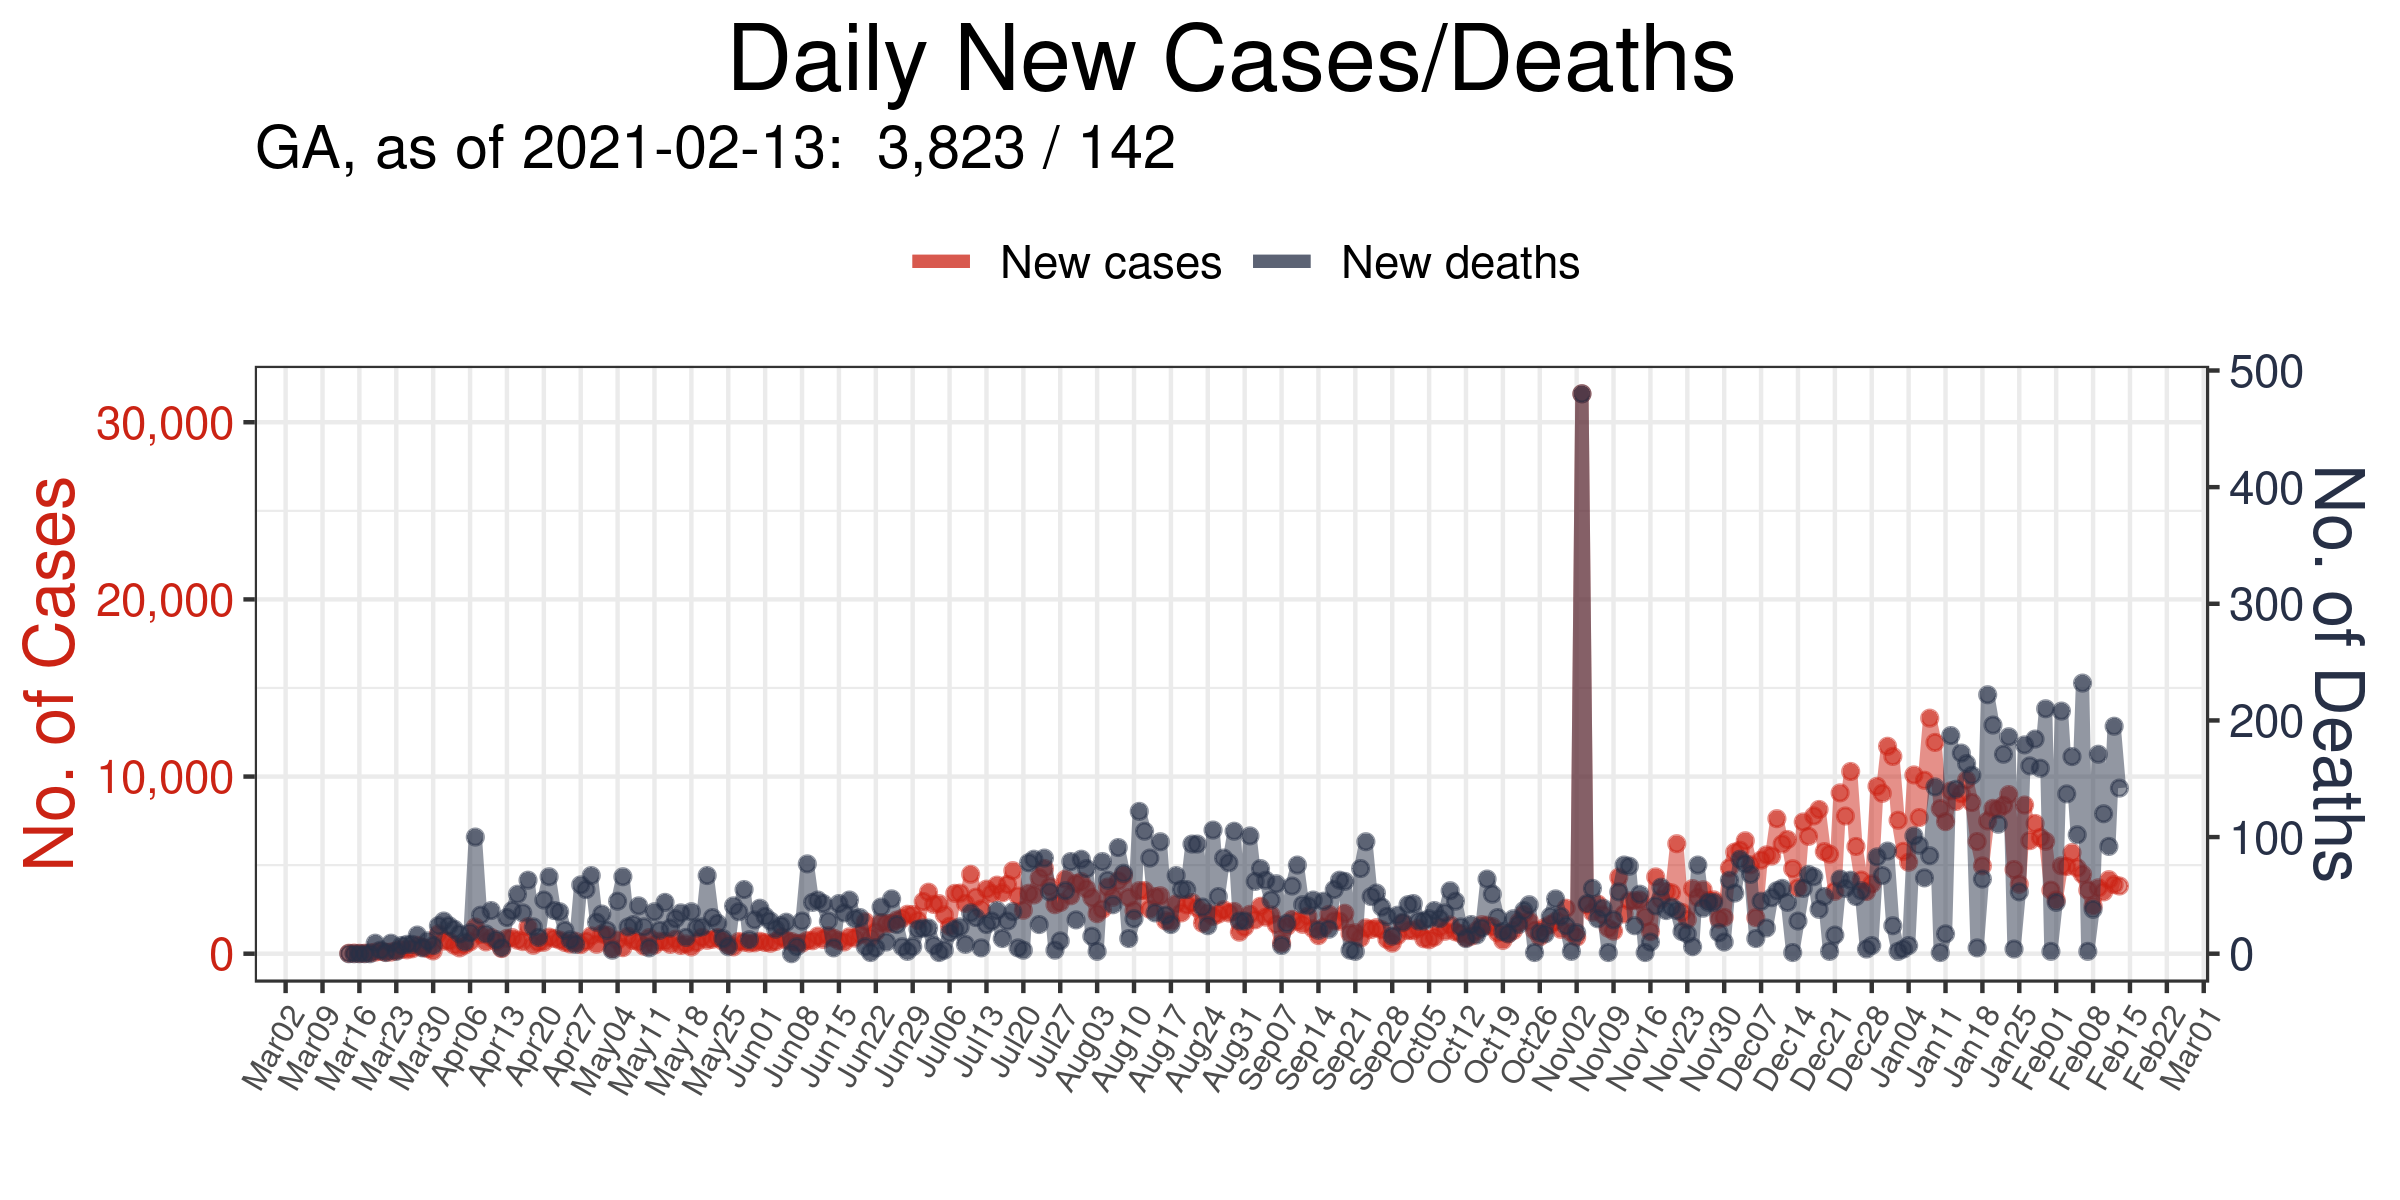 Daily New Cases/Deaths
GA, as of 2021-02-13:  3,823 / 142
New cases
New deaths
No. of Cases
30,000
20,000
10,000
0
500
400
300
200
100
0
No. of Deaths
Mar02
Mar09
Mar16
Mar23
Mar30
Apr06
Apr13
Apr20
Apr27
May04
May11
May18
May25
Jun01
Jun08
Jun15
Jun22
Jun29
Jul06
Jul13
Jul20
Jul27
Aug03
Aug10
Aug17
Aug24
Aug31
Sep07
Sep14
Sep21
Sep28
Oct05
Oct12
Oct19
Oct26
Nov02
Nov09
Nov16
Nov23
Nov30
Dec07
Dec14
Dec21
Dec28
Jan04
Jan11
Jan18
Jan25
Feb01
Feb08
Feb15
Feb22
Mar01